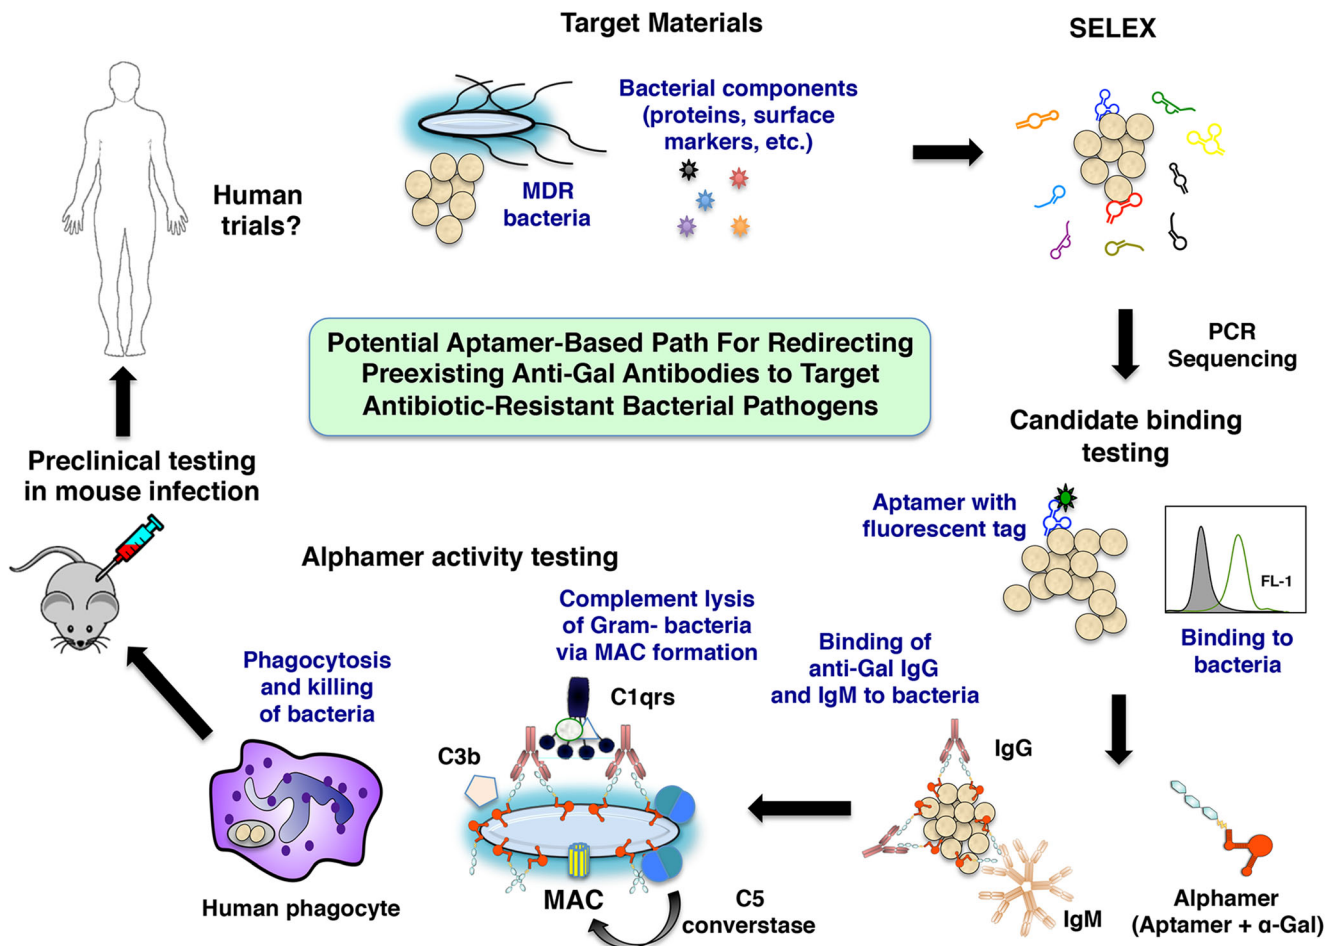 Target Materials
SELEX
Bacterial components
(proteins, surface
markers, etc.)
MDR
bacteria
Human
trials?
Potential Aptamer-Based Path For Redirecting
Preexisting Anti-Gal Antibodies to Target
Antibiotic-Resistant Bacterial Pathogens
PCR
Sequencing
Candidate binding
testing
Aptamer with
fluorescent tag
FL-1
Binding to
bacteria
Preclinical testing
in mouse infection
Alphamer activity testing
Complement lysis
of Gram- bacteria
via MAC formation
Binding of
anti-Gal IgG
and IgM to bacteria
Phagocytosis
and killing
of bacteria
C1qrs
C3b
IgG
MAC
C5
converstase
IgM
Alphamer
(Aptamer + α-Gal)
Human phagocyte